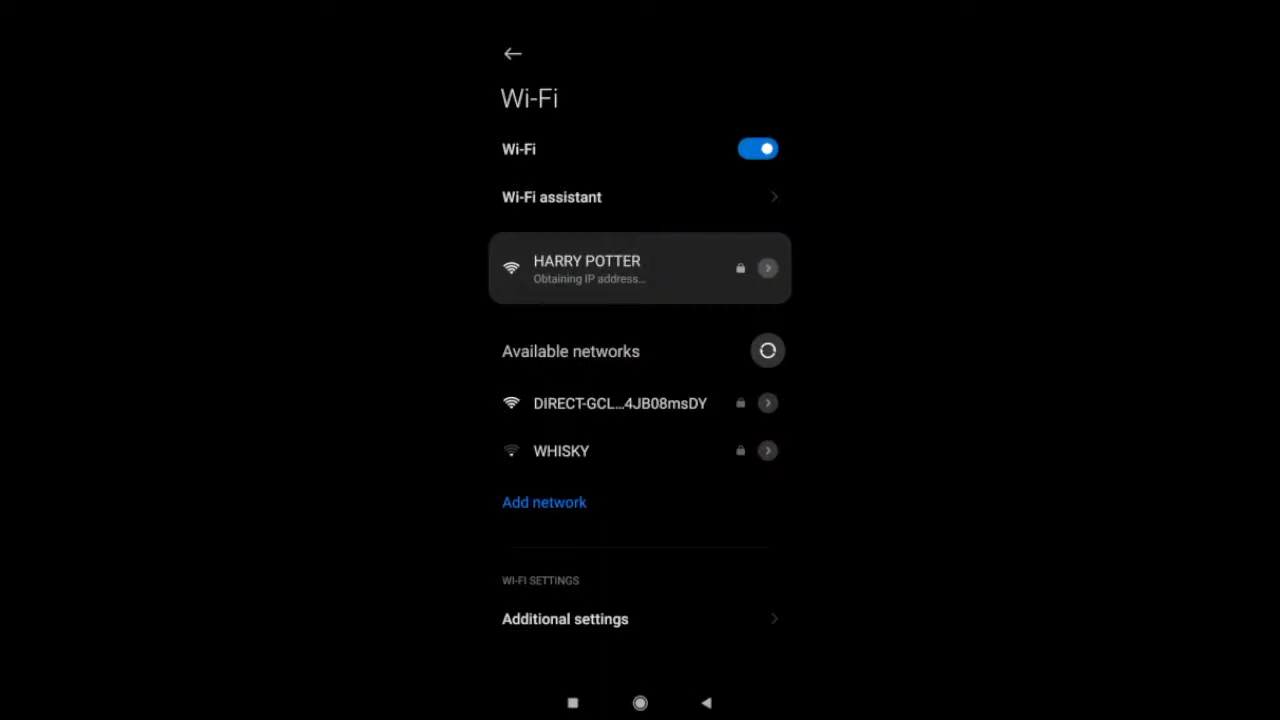 Wi-Fi
Wi-Fi
Wi-Fi assistant
HARRY POTTER
Obtaining IP address...
Available networks
DIRECT-GCL...4JB08msDY
WHISKY
Add network
WI-FI SETTINGS
Additional settings